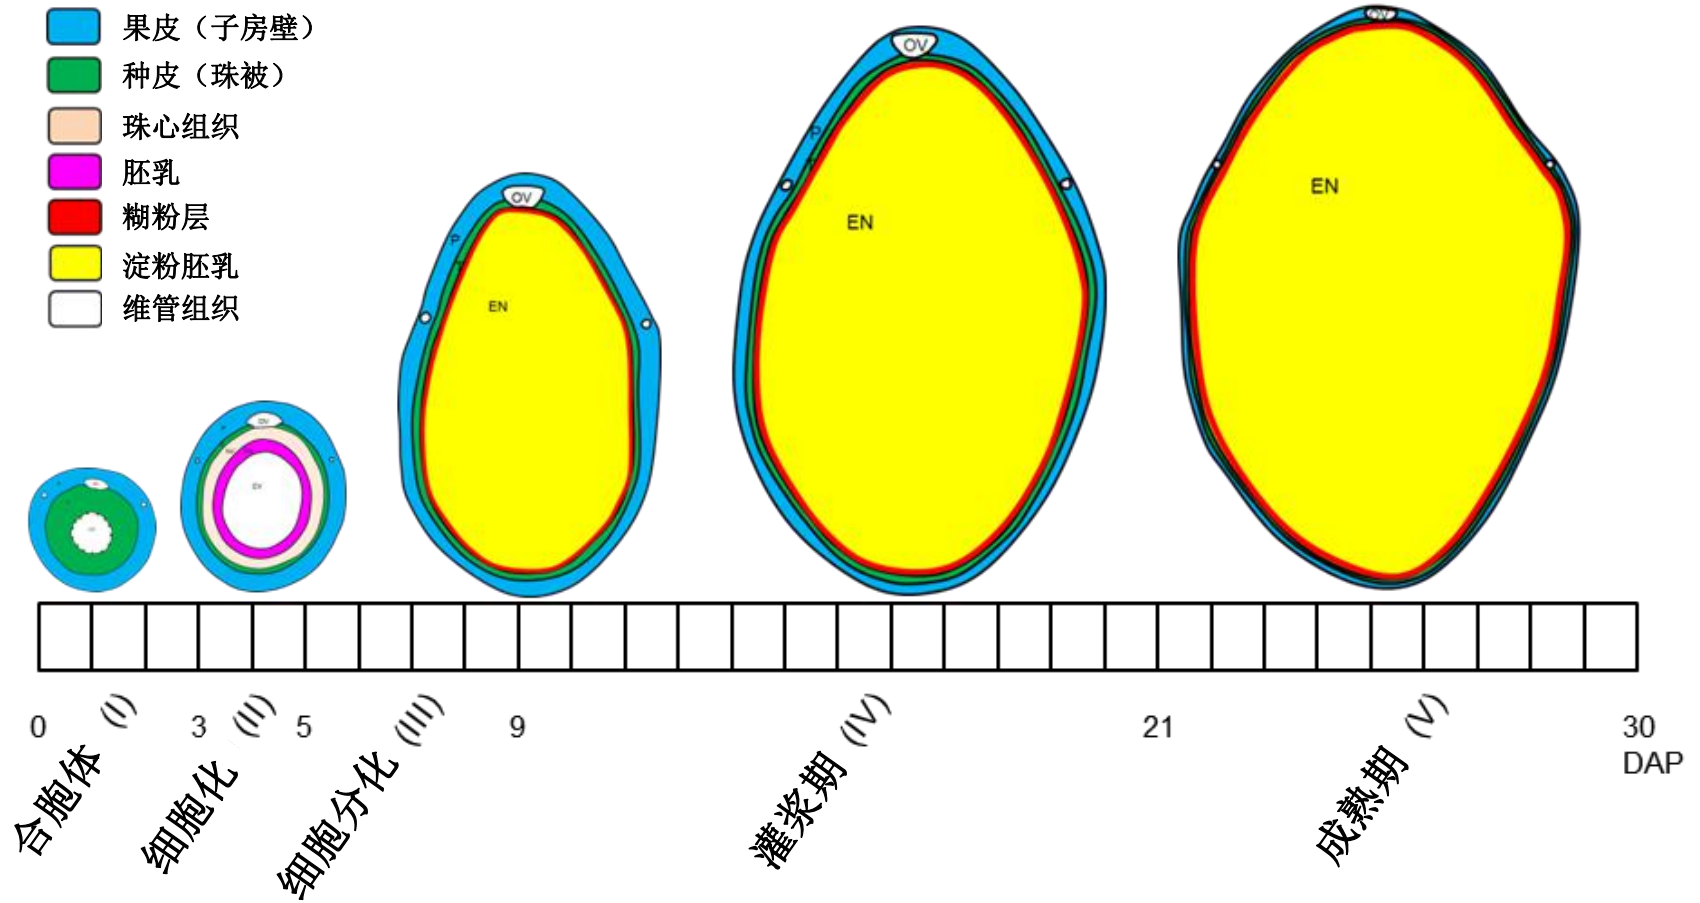 果皮（子房壁）
种皮（珠被）
珠心组织
胚乳
糊粉层
淀粉胚乳
维管组织
OV
P
EN
OV
P
EN
OV
EN
OV
0
(I)
3
(II)
5
(III)
9
(IV)
21
(V)
30
DAP
合胞体
细胞化
细胞分化
灌浆期
成熟期